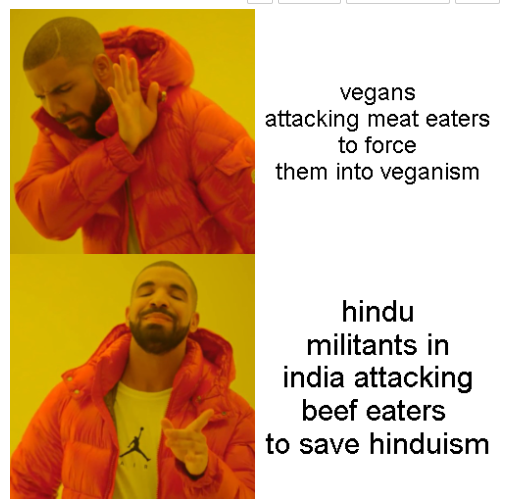 vegans
attacking meat eaters
to force
them into veganism
hindu
militants in
india attacking
beef eaters
to save hinduism